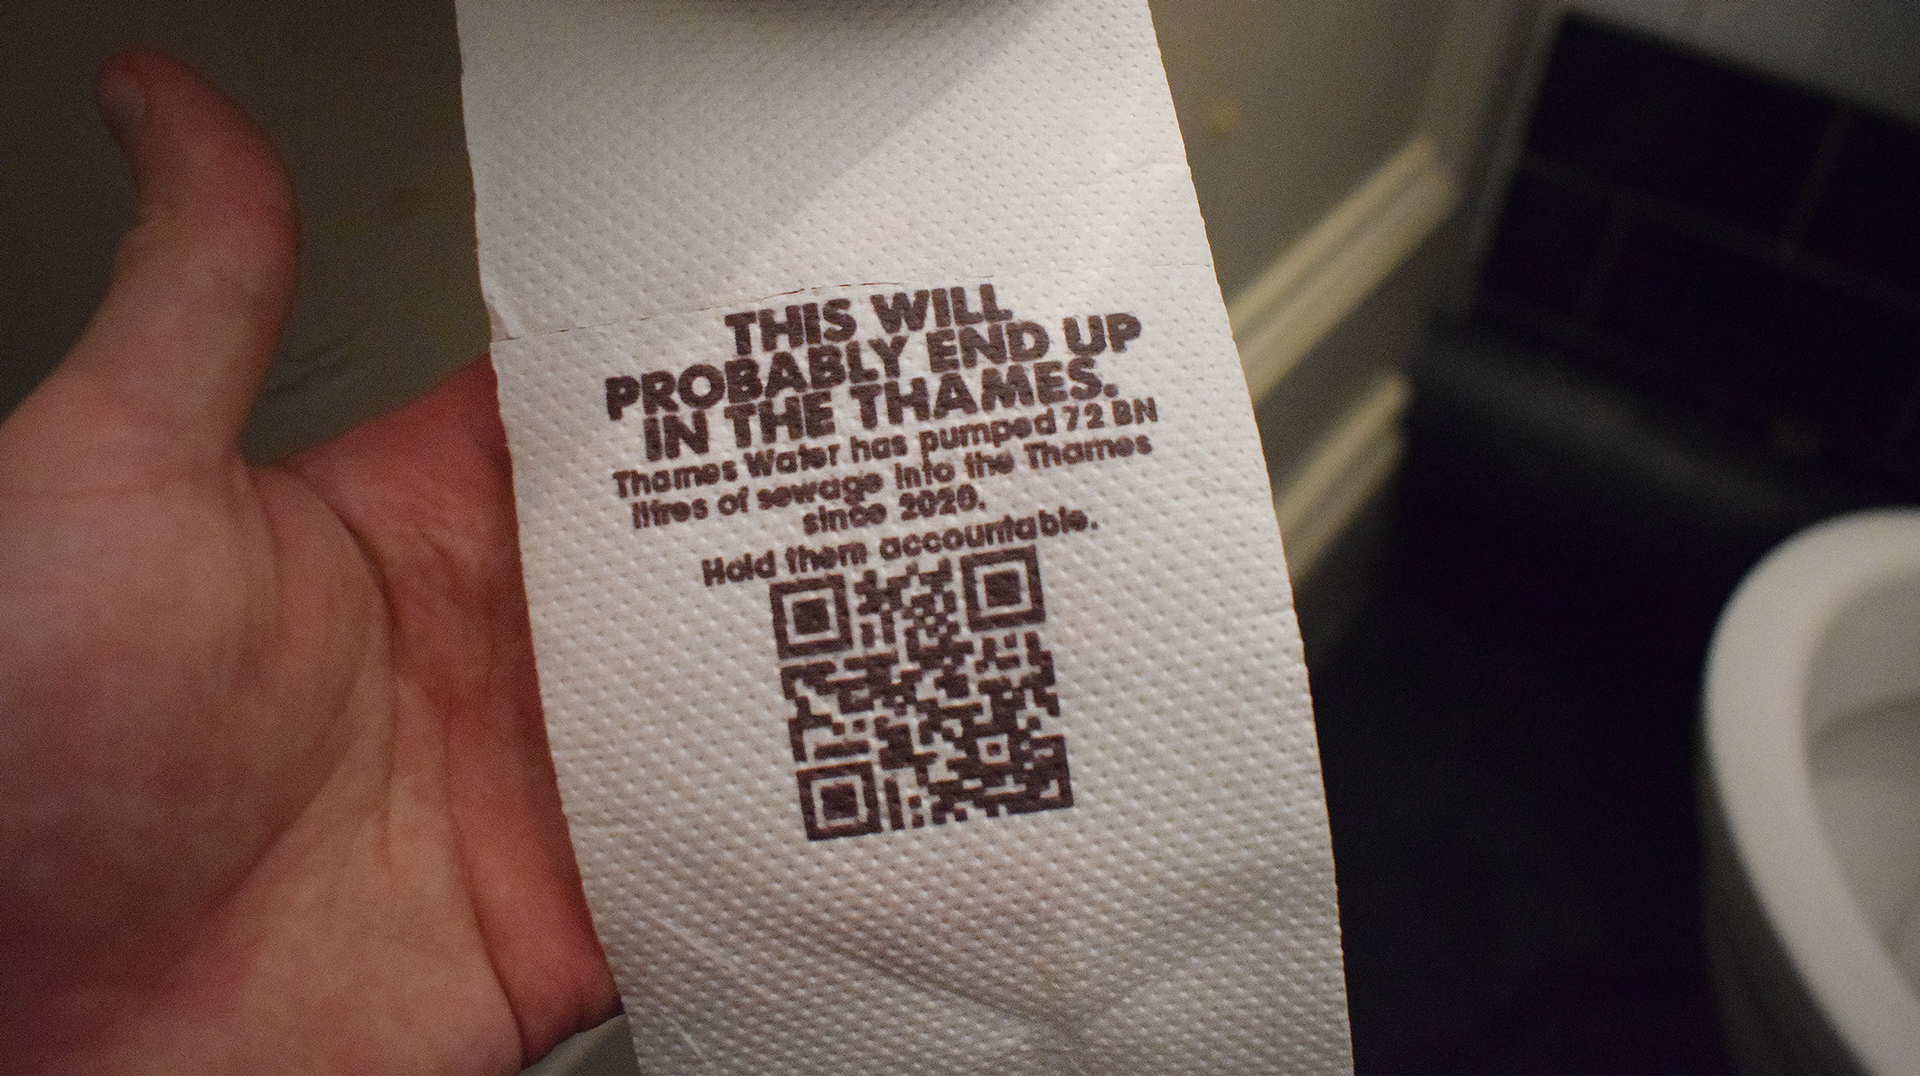 THIS WILL
PROBABLY END UP
IN THE THAMES.
Thames Water has pumped 72 BN
litres of sewage into the Thames
since 2020.
Hold them accountable.